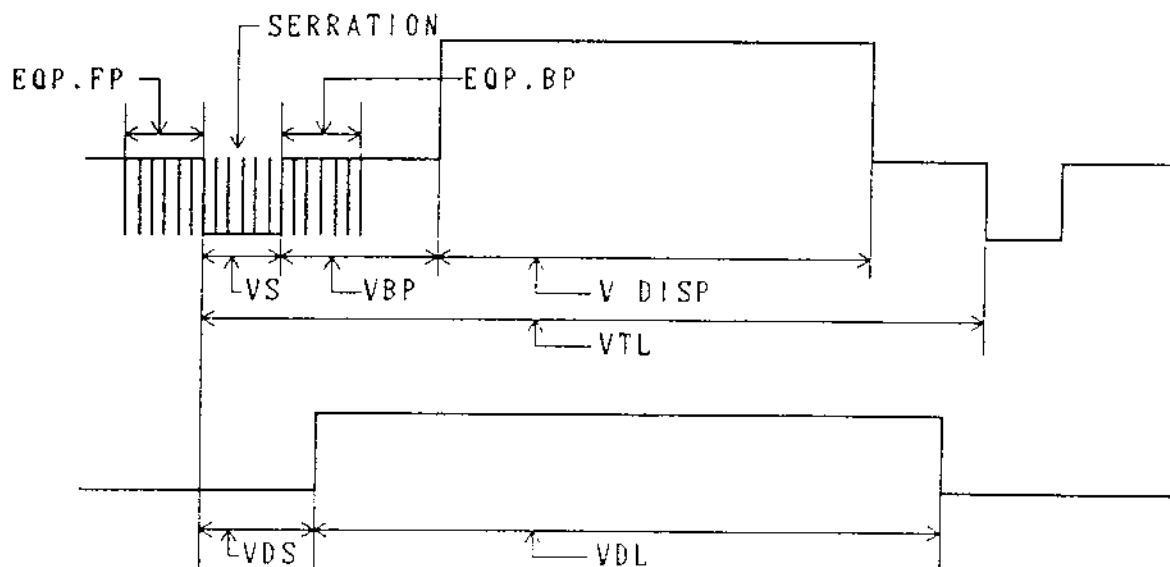 SERRATION
EQP.FP
EQP.BP
VS
VBP
V DISP
VTL
VDS
VDL